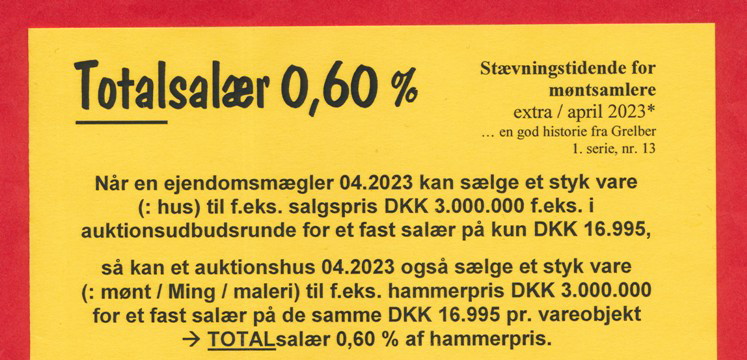 Totalsalær 0,60 %
Stævningstidende for
møntsamlere
extra / april 2023*
... en god historie fra Grelber
1. serie, nr. 13
Når en ejendomsmægler 04.2023 kan sælge et styk vare
(: hus) til f.eks. salgspris DKK 3.000.000 f.eks. i
auktionsudbudsrunde for et fast salær på kun DKK 16.995,
så kan et auktionshus 04.2023 også sælge et styk vare
(: mønt / Ming / maleri) til f.eks. hammerpris DKK 3.000.000
for et fast salær på de samme DKK 16.995 pr. vareobjekt
→ TOTALsalær 0,60 % af hammerpris.